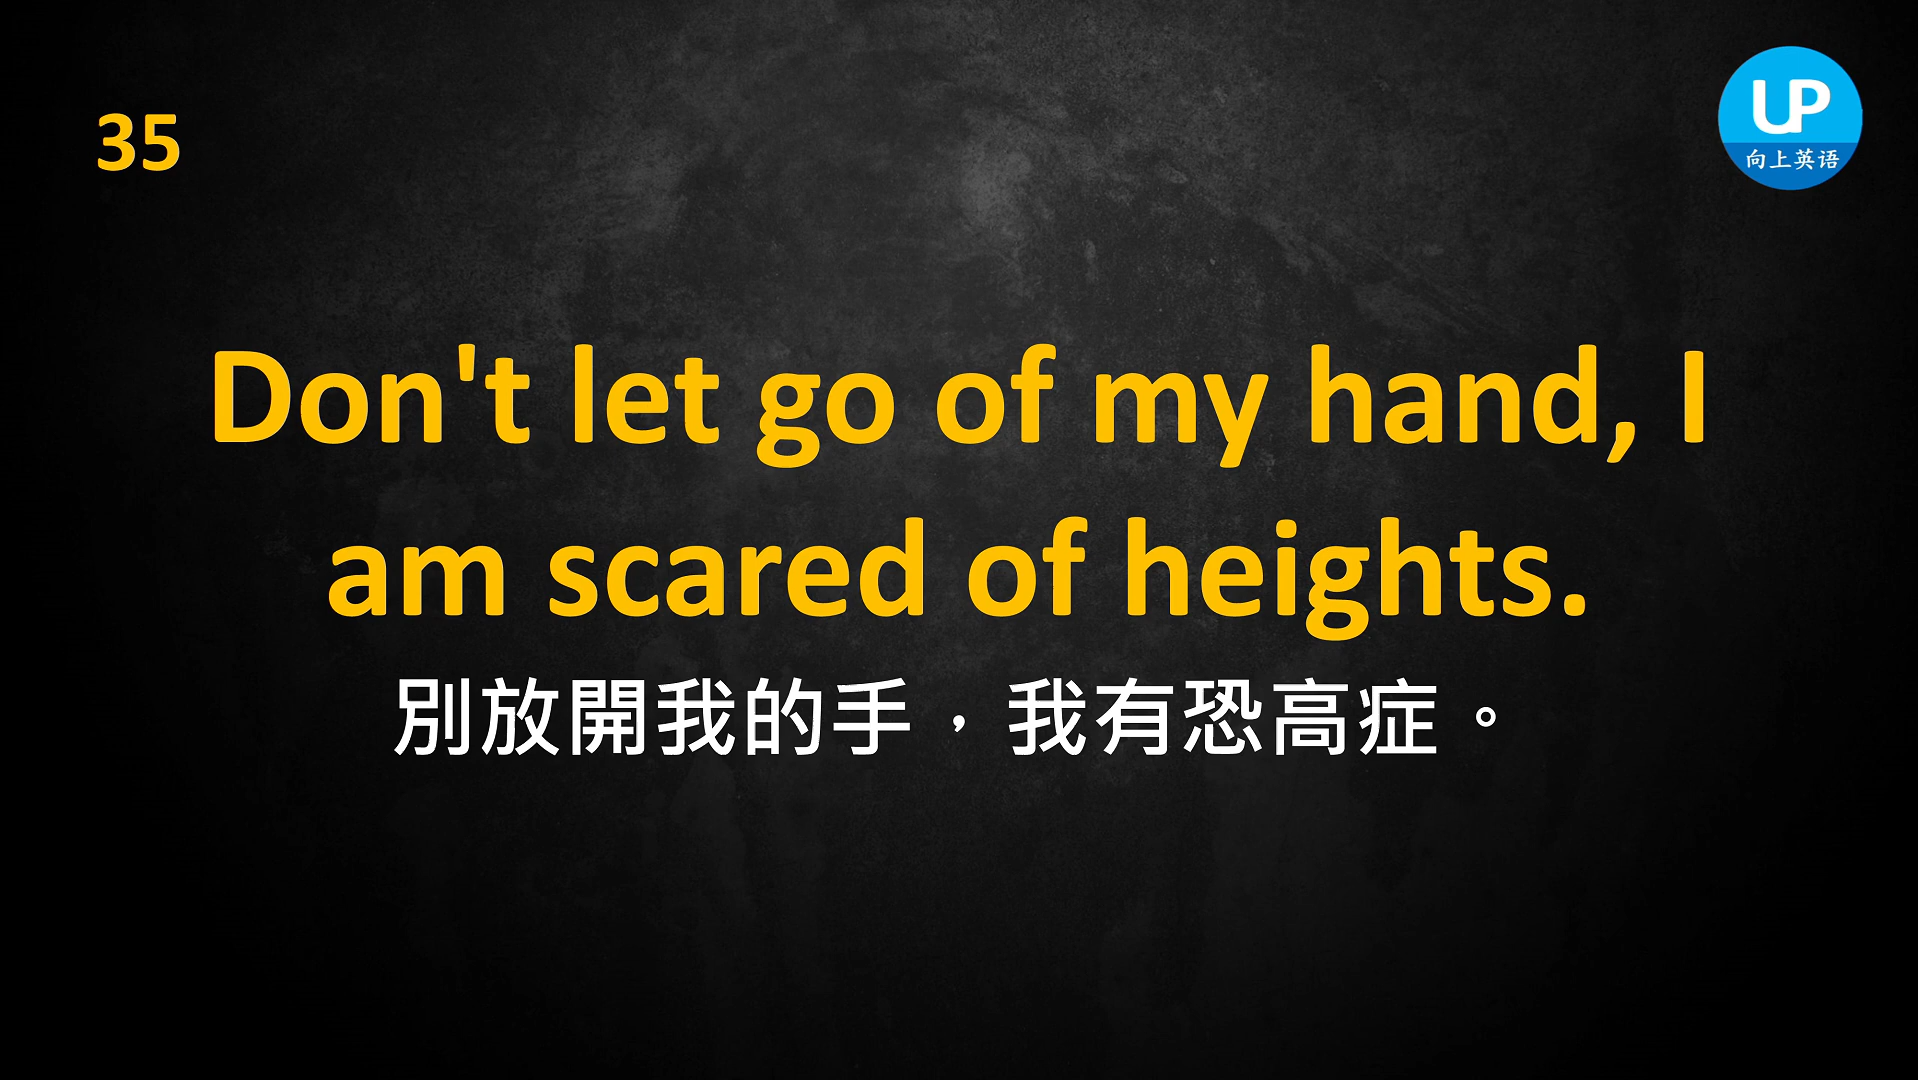 35
UP
向上英语
Don't let go of my hand, I
am scared of heights.
別放開我的手，我有恐高症。